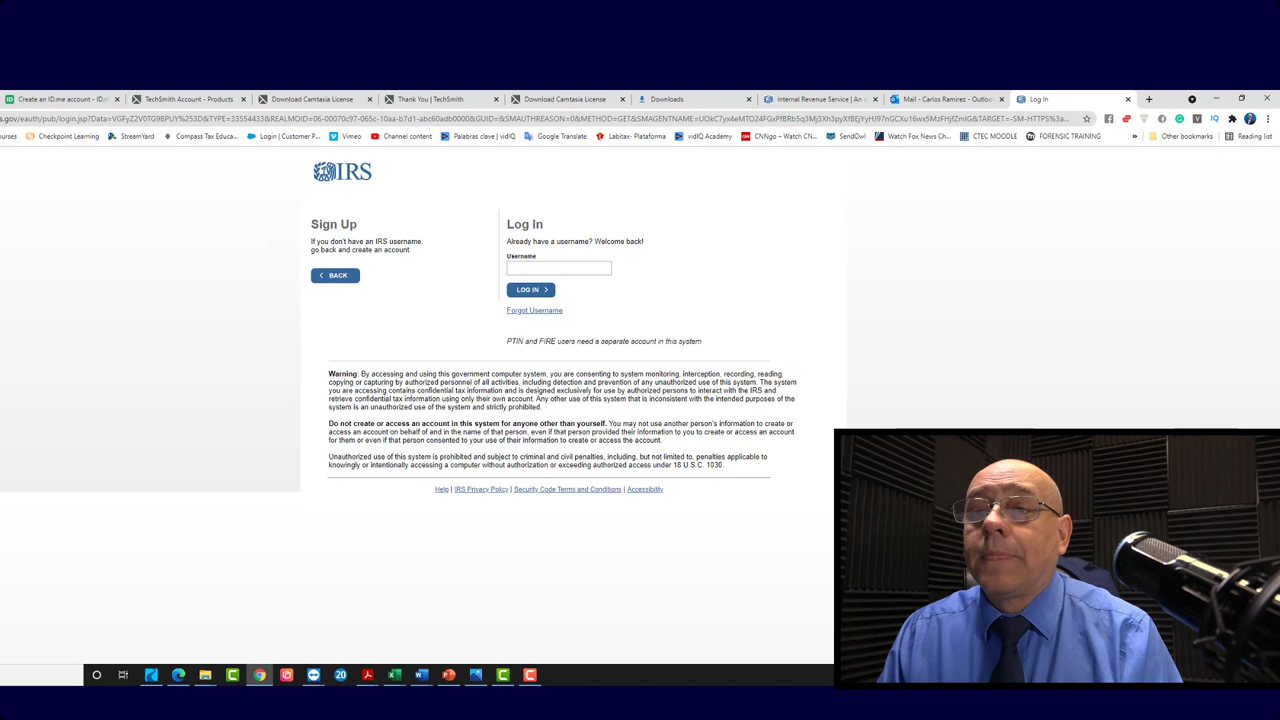 Create an ID.me account - ID.m
TechSmith Account - Products
Download Camtasia License
Thank You | TechSmith
Download Camtasia License
Downloads
Internal Revenue Service | An o
Mail - Carlos Ramirez - Outloo
Log In
ourses
Checkpoint Learning
StreamYard
Compass Tax Educa...
Login | Customer P...
Vimeo
Channel content
Palabras clave | vidIQ
Google Translate
Labitax- Plataforma
vidIQ Academy
CNNgo – Watch CN...
SendOwl
Watch Fox News Ch...
CTEC MOODLE
FORENSIC TRAINING
Other bookmarks
Reading list
IRS
Sign Up
If you don't have an IRS username,
go back and create an account.
BACK
Log In
Already have a username? Welcome back!
Username
LOG IN
Forgot Username
PTIN and FIRE users need a separate account in this system
Warning: By accessing and using this government computer system, you are consenting to system monitoring, interception, recording, reading,
copying or capturing by authorized personnel of all activities, including detection and prevention of any unauthorized use of this system. The system
you are accessing contains confidential tax information and is designed exclusively for use by authorized persons to interact with the IRS and
retrieve confidential tax information using only their own account. Any other use of this system that is inconsistent with the intended purposes of the
system is an unauthorized use of the system and strictly prohibited.
Do not create or access an account in this system for anyone other than yourself. You may not use another person's information to create or
access an account on behalf of and in the name of that person, even if that person provided their information to you to create or access an account
for them or even if that person consented to your use of their information to create or access the account.
Unauthorized use of this system is prohibited and subject to criminal and civil penalties, including, but not limited to, penalties applicable to
knowingly or intentionally accessing a computer without authorization or exceeding authorized access under 18 U.S.C. 1030.
Help | IRS Privacy Policy | Security Code Terms and Conditions | Accessibility
20